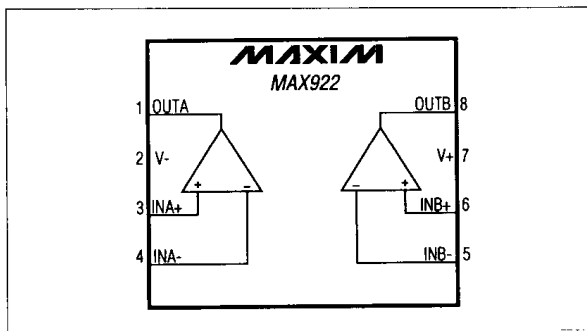 MAXIM
MAX922
1 OUTA
OUTB 8
2 V-
V+ 7
+ -
- +
3 INA+
INB+ 6
4 INA-
INB- 5